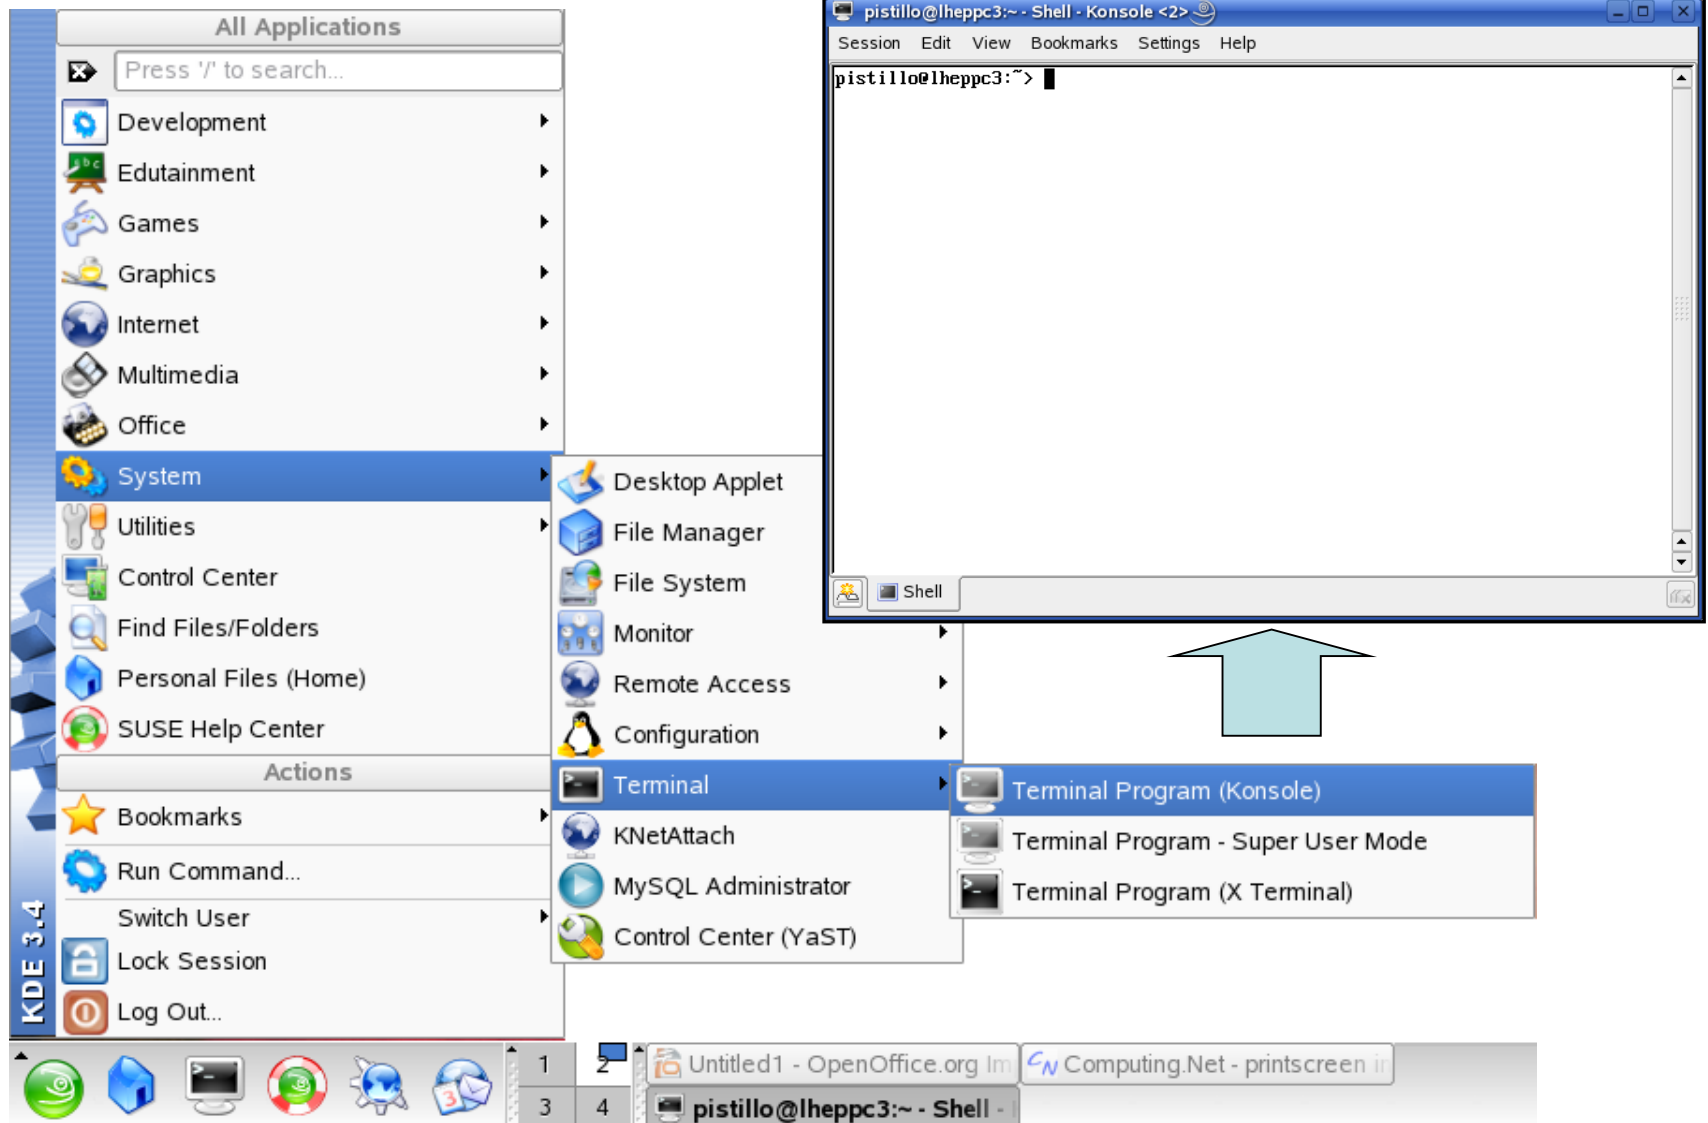 All Applications
Press '/' to search...
Development
Edutainment
Games
Graphics
Internet
Multimedia
Office
System
Utilities
Control Center
Find Files/Folders
Personal Files (Home)
SUSE Help Center
Actions
Bookmarks
Run Command...
Switch User
Lock Session
Log Out...
KDE 3.4
Desktop Applet
File Manager
File System
Monitor
Remote Access
Configuration
Terminal
KNetAttach
MySQL Administrator
Control Center (YaST)
Terminal Program (Konsole)
Terminal Program - Super User Mode
Terminal Program (X Terminal)
pistillo@lheppc3:~ - Shell - Konsole <2>
Session Edit View Bookmarks Settings Help
pistillo@lheppc3:~>
Shell
1 2
3 4
Untitled1 - OpenOffice.org Im
Computing.Net - printscreen in
pistillo@lheppc3:~ - Shell -